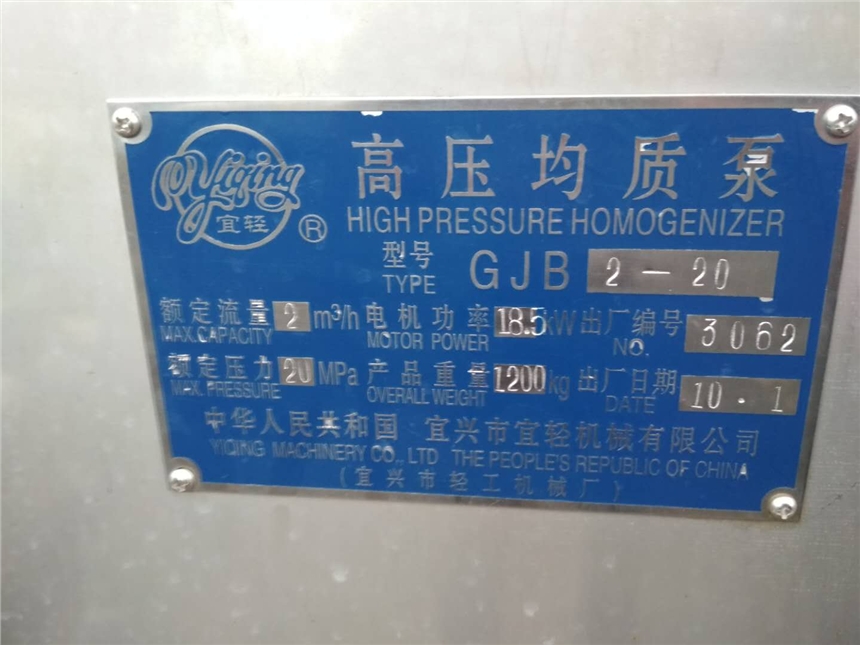 Yiqing
宜轻
®
高压均质泵
HIGH PRESSURE HOMOGENIZER
型号
TYPE
GJB 2-20
额定流量 2 m³/h 电机功率 18.5 kW 出厂编号 3062
MAX.CAPACITY MOTOR POWER NO.
额定压力 20 MPa 产品重量 1200 kg 出厂日期 10·1
MAX. PRESSURE OVERALL WEIGHT DATE
中华人民共和国 宜兴市宜轻机械有限公司
YIQING MACHINERY CO., LTD THE PEOPLE'S REPUBLIC OF CHINA
(宜兴市轻工机械厂)